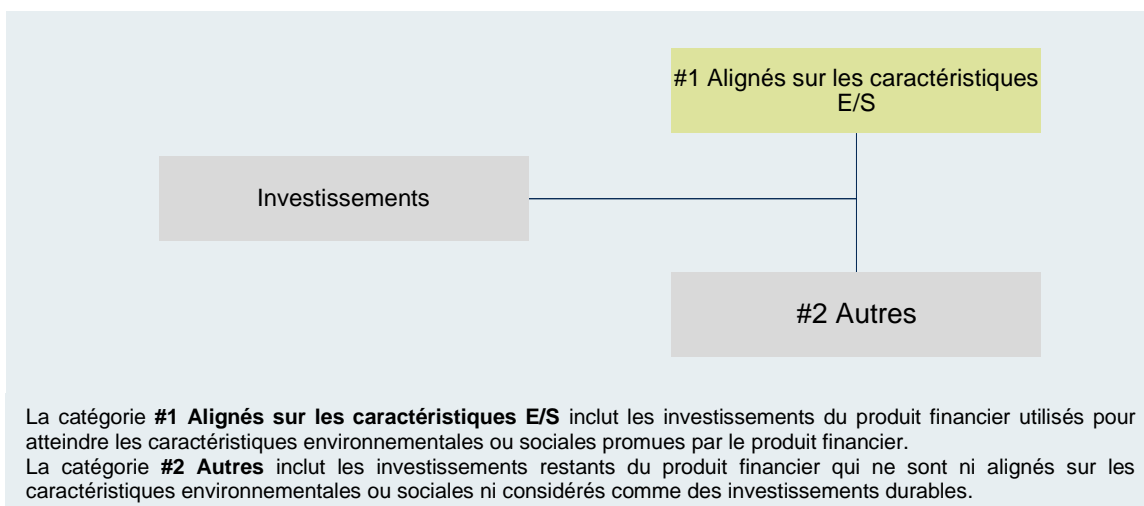 #1 Alignés sur les caractéristiques
E/S
Investissements
#2 Autres
La catégorie #1 Alignés sur les caractéristiques E/S inclut les investissements du produit financier utilisés pour
atteindre les caractéristiques environnementales ou sociales promues par le produit financier.
La catégorie #2 Autres inclut les investissements restants du produit financier qui ne sont ni alignés sur les
caractéristiques environnementales ou sociales ni considérés comme des investissements durables.